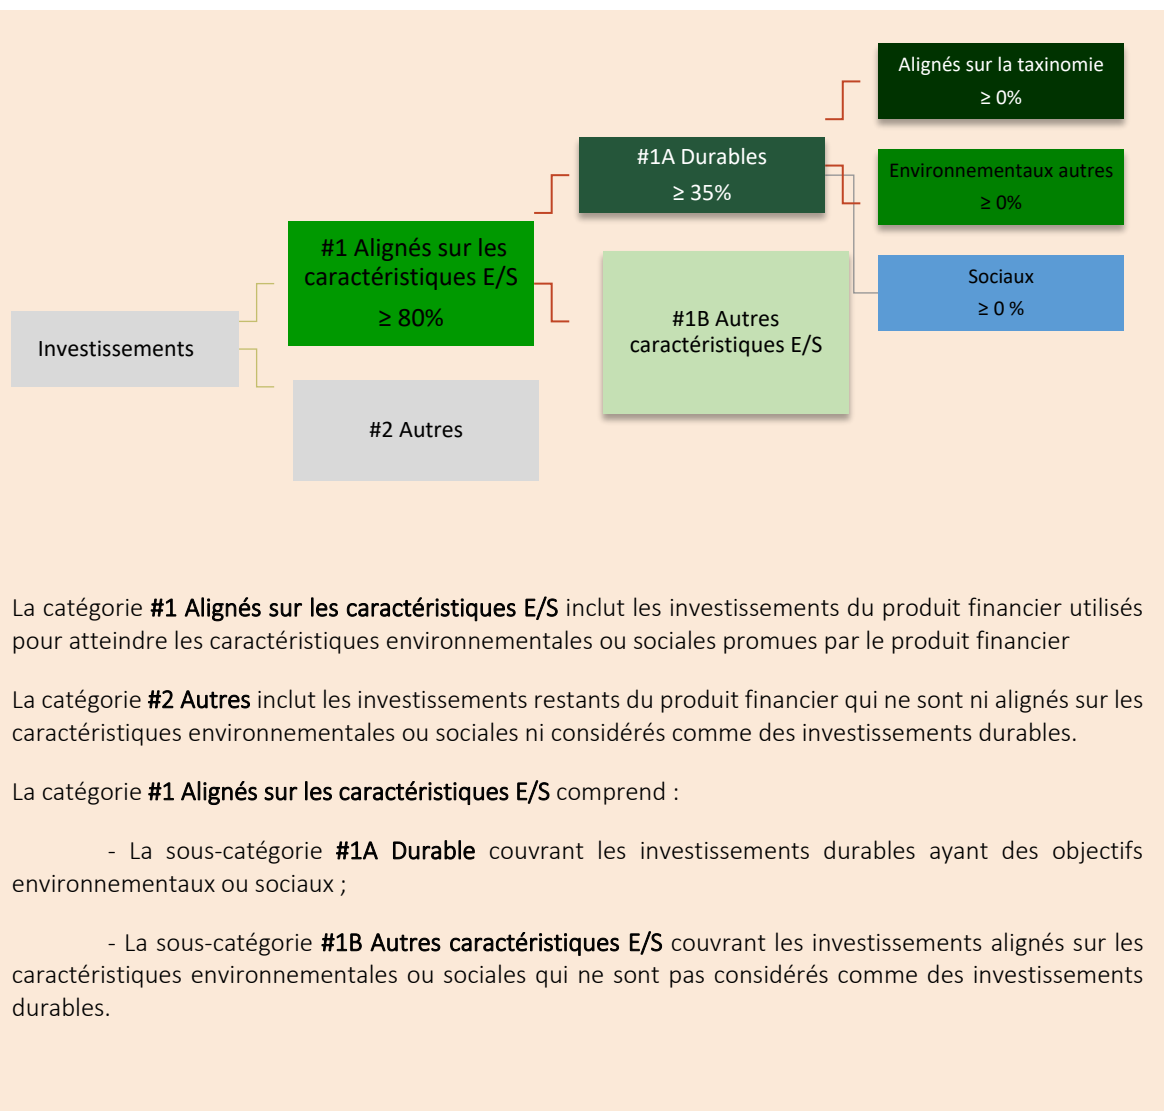 Alignés sur la taxinomie
≥ 0%
#1A Durables
≥ 35%
Environnementaux autres
≥ 0%
#1 Alignés sur les
caractéristiques E/S
≥ 80%
Sociaux
≥ 0 %
#1B Autres
caractéristiques E/S
Investissements
#2 Autres
La catégorie #1 Alignés sur les caractéristiques E/S inclut les investissements du produit financier utilisés
pour atteindre les caractéristiques environnementales ou sociales promues par le produit financier
La catégorie #2 Autres inclut les investissements restants du produit financier qui ne sont ni alignés sur les
caractéristiques environnementales ou sociales ni considérés comme des investissements durables.
La catégorie #1 Alignés sur les caractéristiques E/S comprend :
- La sous-catégorie #1A Durable couvrant les investissements durables ayant des objectifs
environnementaux ou sociaux ;
- La sous-catégorie #1B Autres caractéristiques E/S couvrant les investissements alignés sur les
caractéristiques environnementales ou sociales qui ne sont pas considérés comme des investissements
durables.